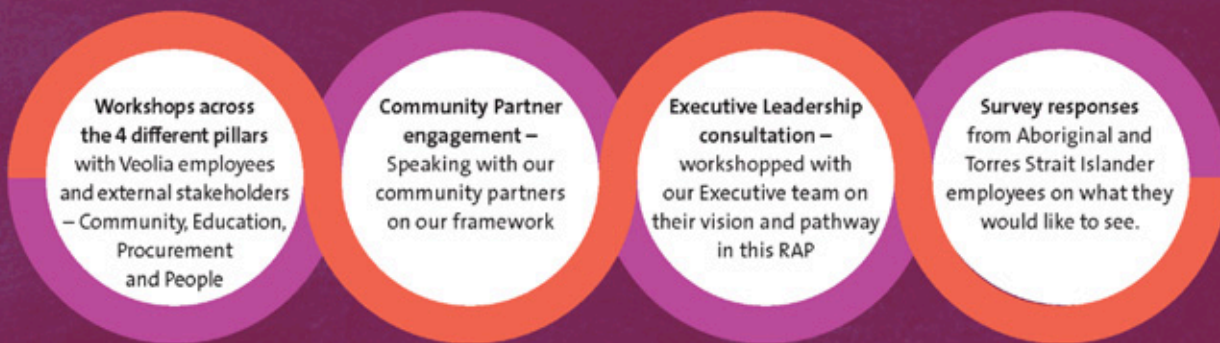 Workshops across
the 4 different pillars
with Veolia employees
and external stakeholders
– Community, Education,
Procurement
and People
Community Partner
engagement –
Speaking with our
community partners
on our framework
Executive Leadership
consultation –
workshopped with
our Executive team on
their vision and pathway
in this RAP
Survey responses
from Aboriginal and
Torres Strait Islander
employees on what they
would like to see.